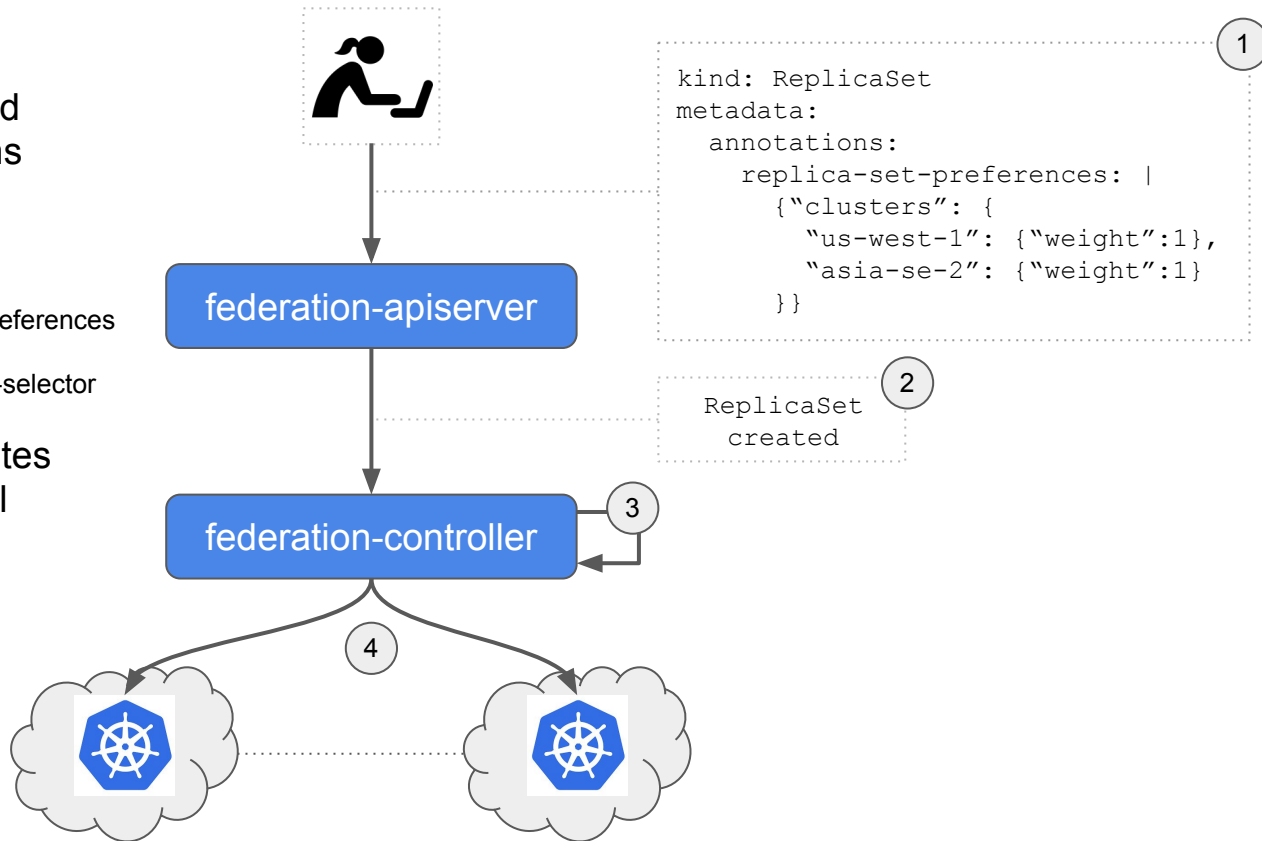 d
ns
eferences
-selector
tes
l
1
kind: ReplicaSet
metadata:
  annotations:
    replica-set-preferences: |
      {“clusters”: {
        “us-west-1”: {“weight”:1},
        “asia-se-2”: {“weight”:1}
      }}
federation-apiserver
2
ReplicaSet
created
federation-controller
3
4